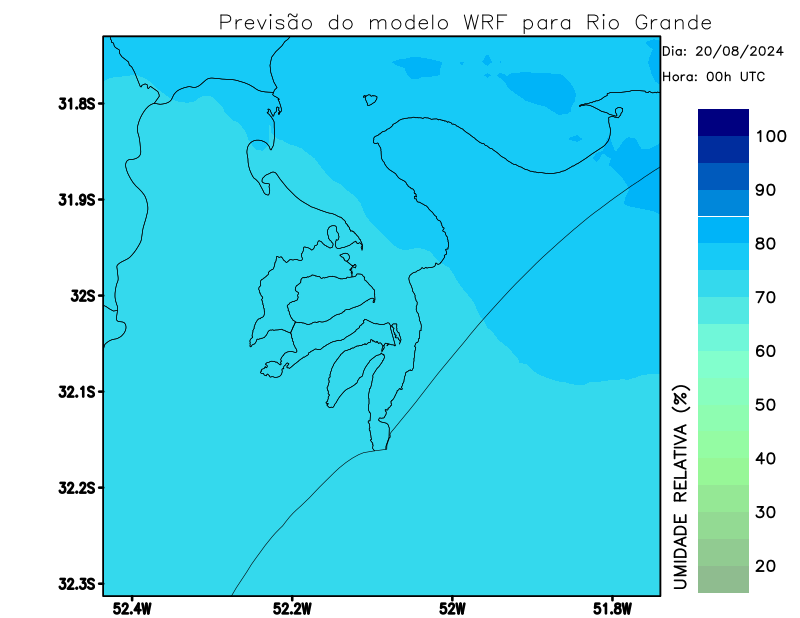 Previsão do modelo WRF para Rio Grande
Dia: 20/08/2024
Hora: 00h UTC
31.8S
31.9S
32S
32.1S
32.2S
32.3S
52.4W
52.2W
52W
51.8W
UMIDADE RELATIVA (%)
100
90
80
70
60
50
40
30
20